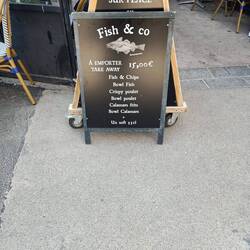 SUR PLACE
Fish & co
A EMPORTER
TAKE AWAY 15,00€
Fish & Chips
Bowl Fish
Crispy poulet
Bowl poulet
Calamars frits
Bowl Calamars
+
Un soft 33cl